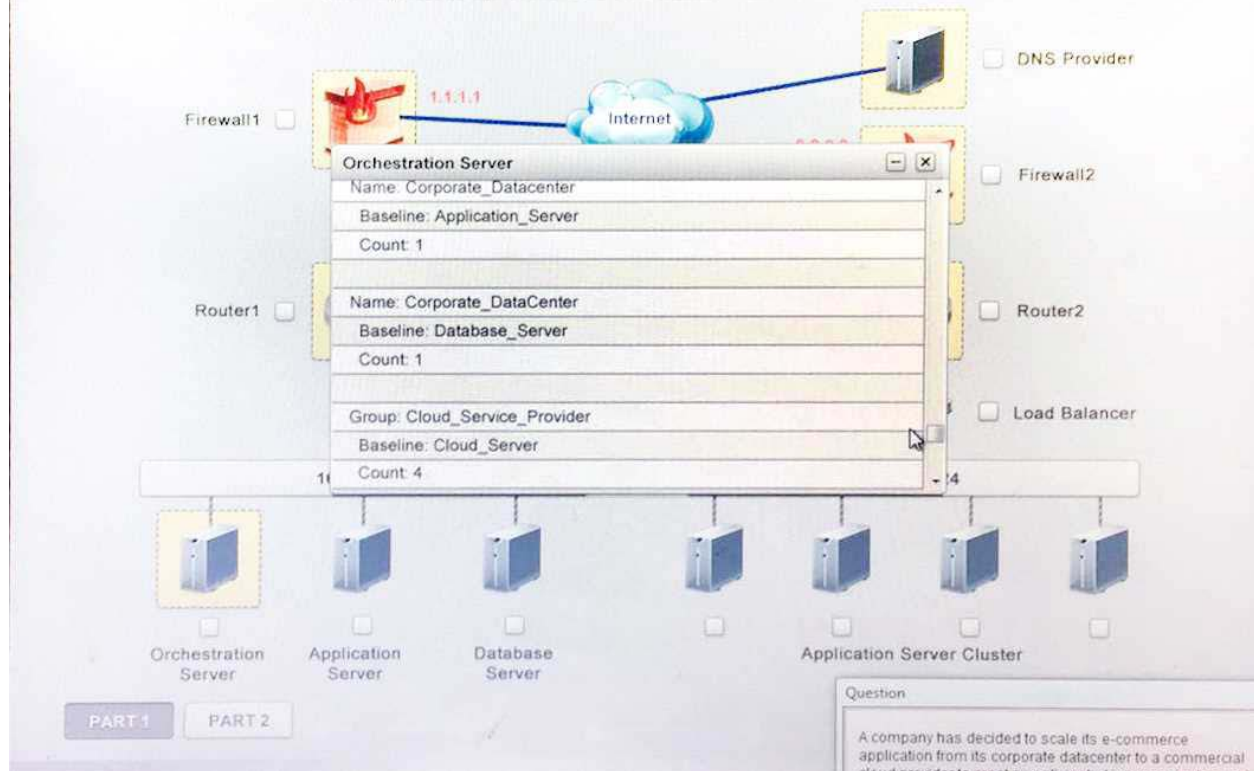 DNS Provider
1.1.1.1
Firewall1
Internet
Firewall2
Orchestration Server
Name: Corporate_Datacenter
Baseline: Application_Server
Count: 1
Router1
Name: Corporate_DataCenter
Router2
Baseline: Database_Server
Count: 1
Group: Cloud_Service_Provider
Load Balancer
Baseline: Cloud_Server
Count: 4
Orchestration
Server
Application
Server
Database
Server
Application Server Cluster
PART 1
PART 2
Question
A company has decided to scale its e-commerce
application from its corporate datacenter to a commercial